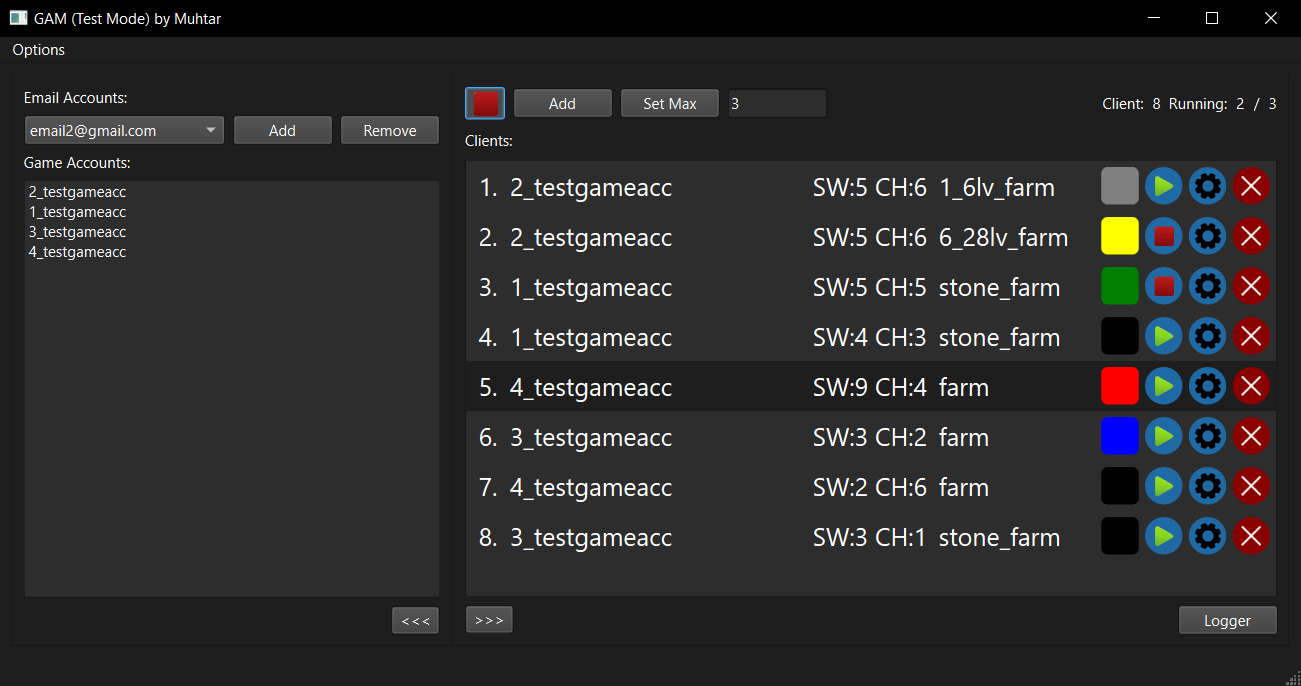 GAM (Test Mode) by Muhtar
Options
Email Accounts:
email2@gmail.com Add Remove
Game Accounts:
2_testgameacc
1_testgameacc
3_testgameacc
4_testgameacc
<<<
Add Set Max 3 Client: 8 Running: 2 / 3
Clients:
1. 2_testgameacc SW:5 CH:6 1_6lv_farm
2. 2_testgameacc SW:5 CH:6 6_28lv_farm
3. 1_testgameacc SW:5 CH:5 stone_farm
4. 1_testgameacc SW:4 CH:3 stone_farm
5. 4_testgameacc SW:9 CH:4 farm
6. 3_testgameacc SW:3 CH:2 farm
7. 4_testgameacc SW:2 CH:6 farm
8. 3_testgameacc SW:3 CH:1 stone_farm
>>> Logger